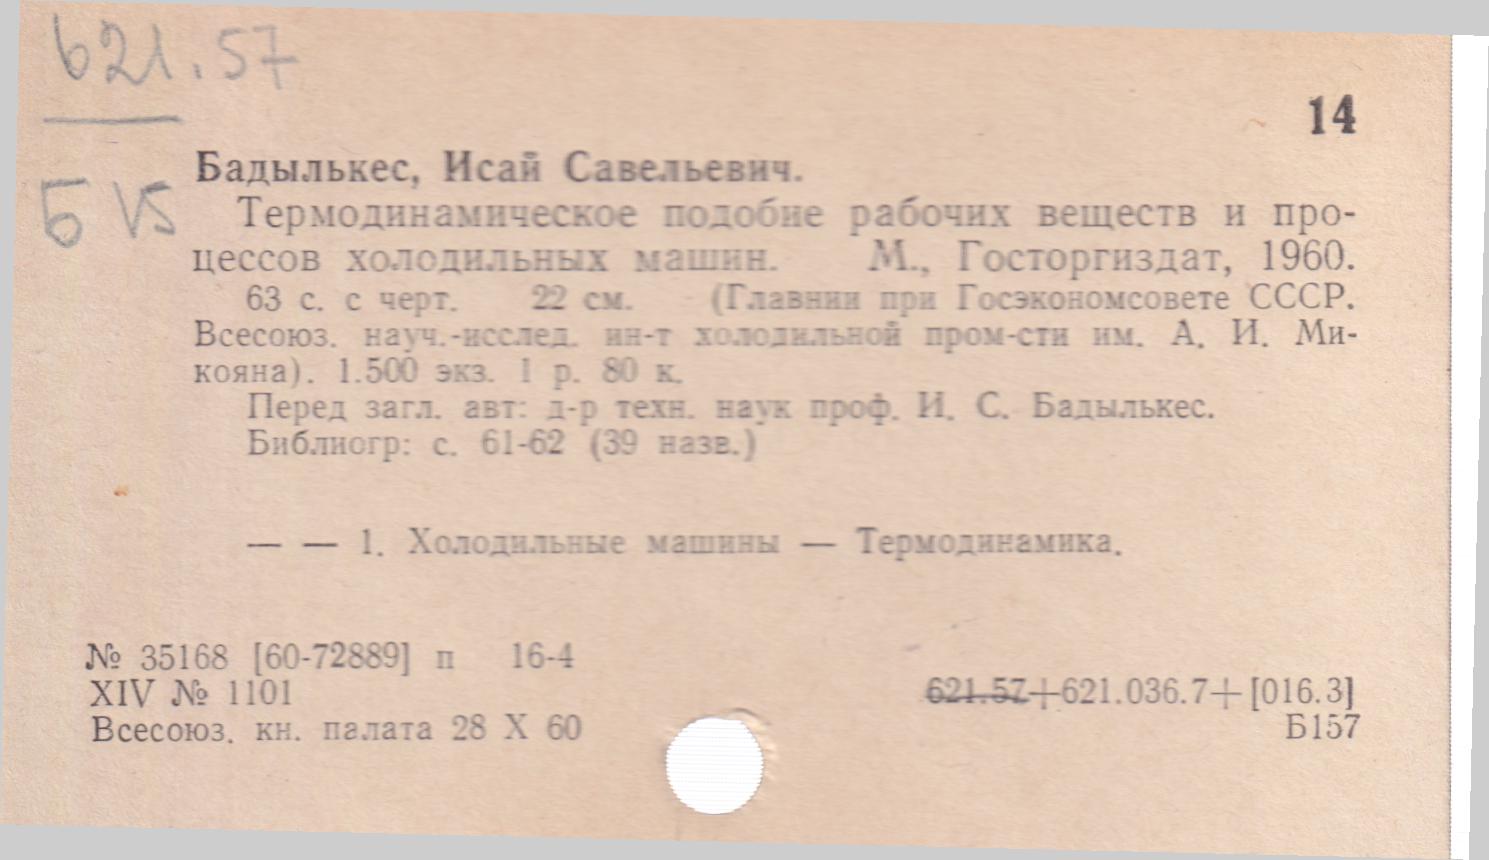 621.57
14
Бадылькес, Исай Савельевич.
Б
Термодинамическое подобие рабочих веществ и про-
цессов холодильных машин. М., Госторгиздат, 1960.
63 с. с черт. 22 см. (Главнии при Госэкономсовете СССР.
Всесоюз. науч.-исслед. ин-т холодильной пром-сти им. А. И. Ми-
кояна). 1.500 экз. 1 р. 80 к.
Перед загл. авт: д-р техн. наук проф. И. С. Бадылькес.
Библиогр: с. 61-62 (39 назв.)
— — 1. Холодильные машины — Термодинамика.
№ 35168 [60-72889] п 16-4
XIV № 1101
621.57+621.036.7+[016.3]
Всесоюз. кн. палата 28 X 60
Б157